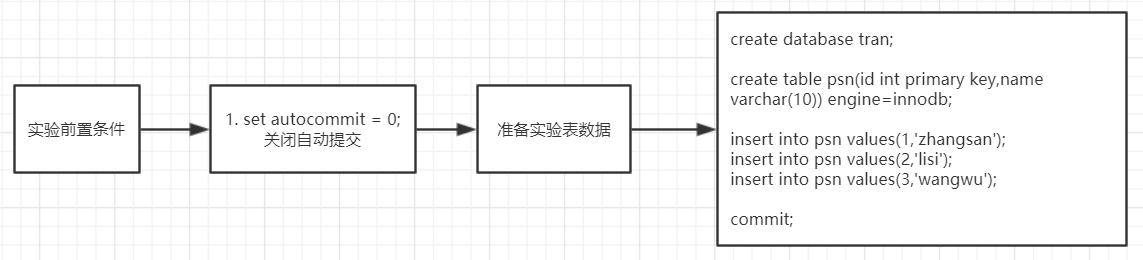 实验前置条件
1. set autocommit = 0;
关闭自动提交
准备实验表数据
create database tran;
create table psn(id int primary key,name
varchar(10)) engine=innodb;
insert into psn values(1,'zhangsan');
insert into psn values(2,'lisi');
insert into psn values(3,'wangwu');
commit;